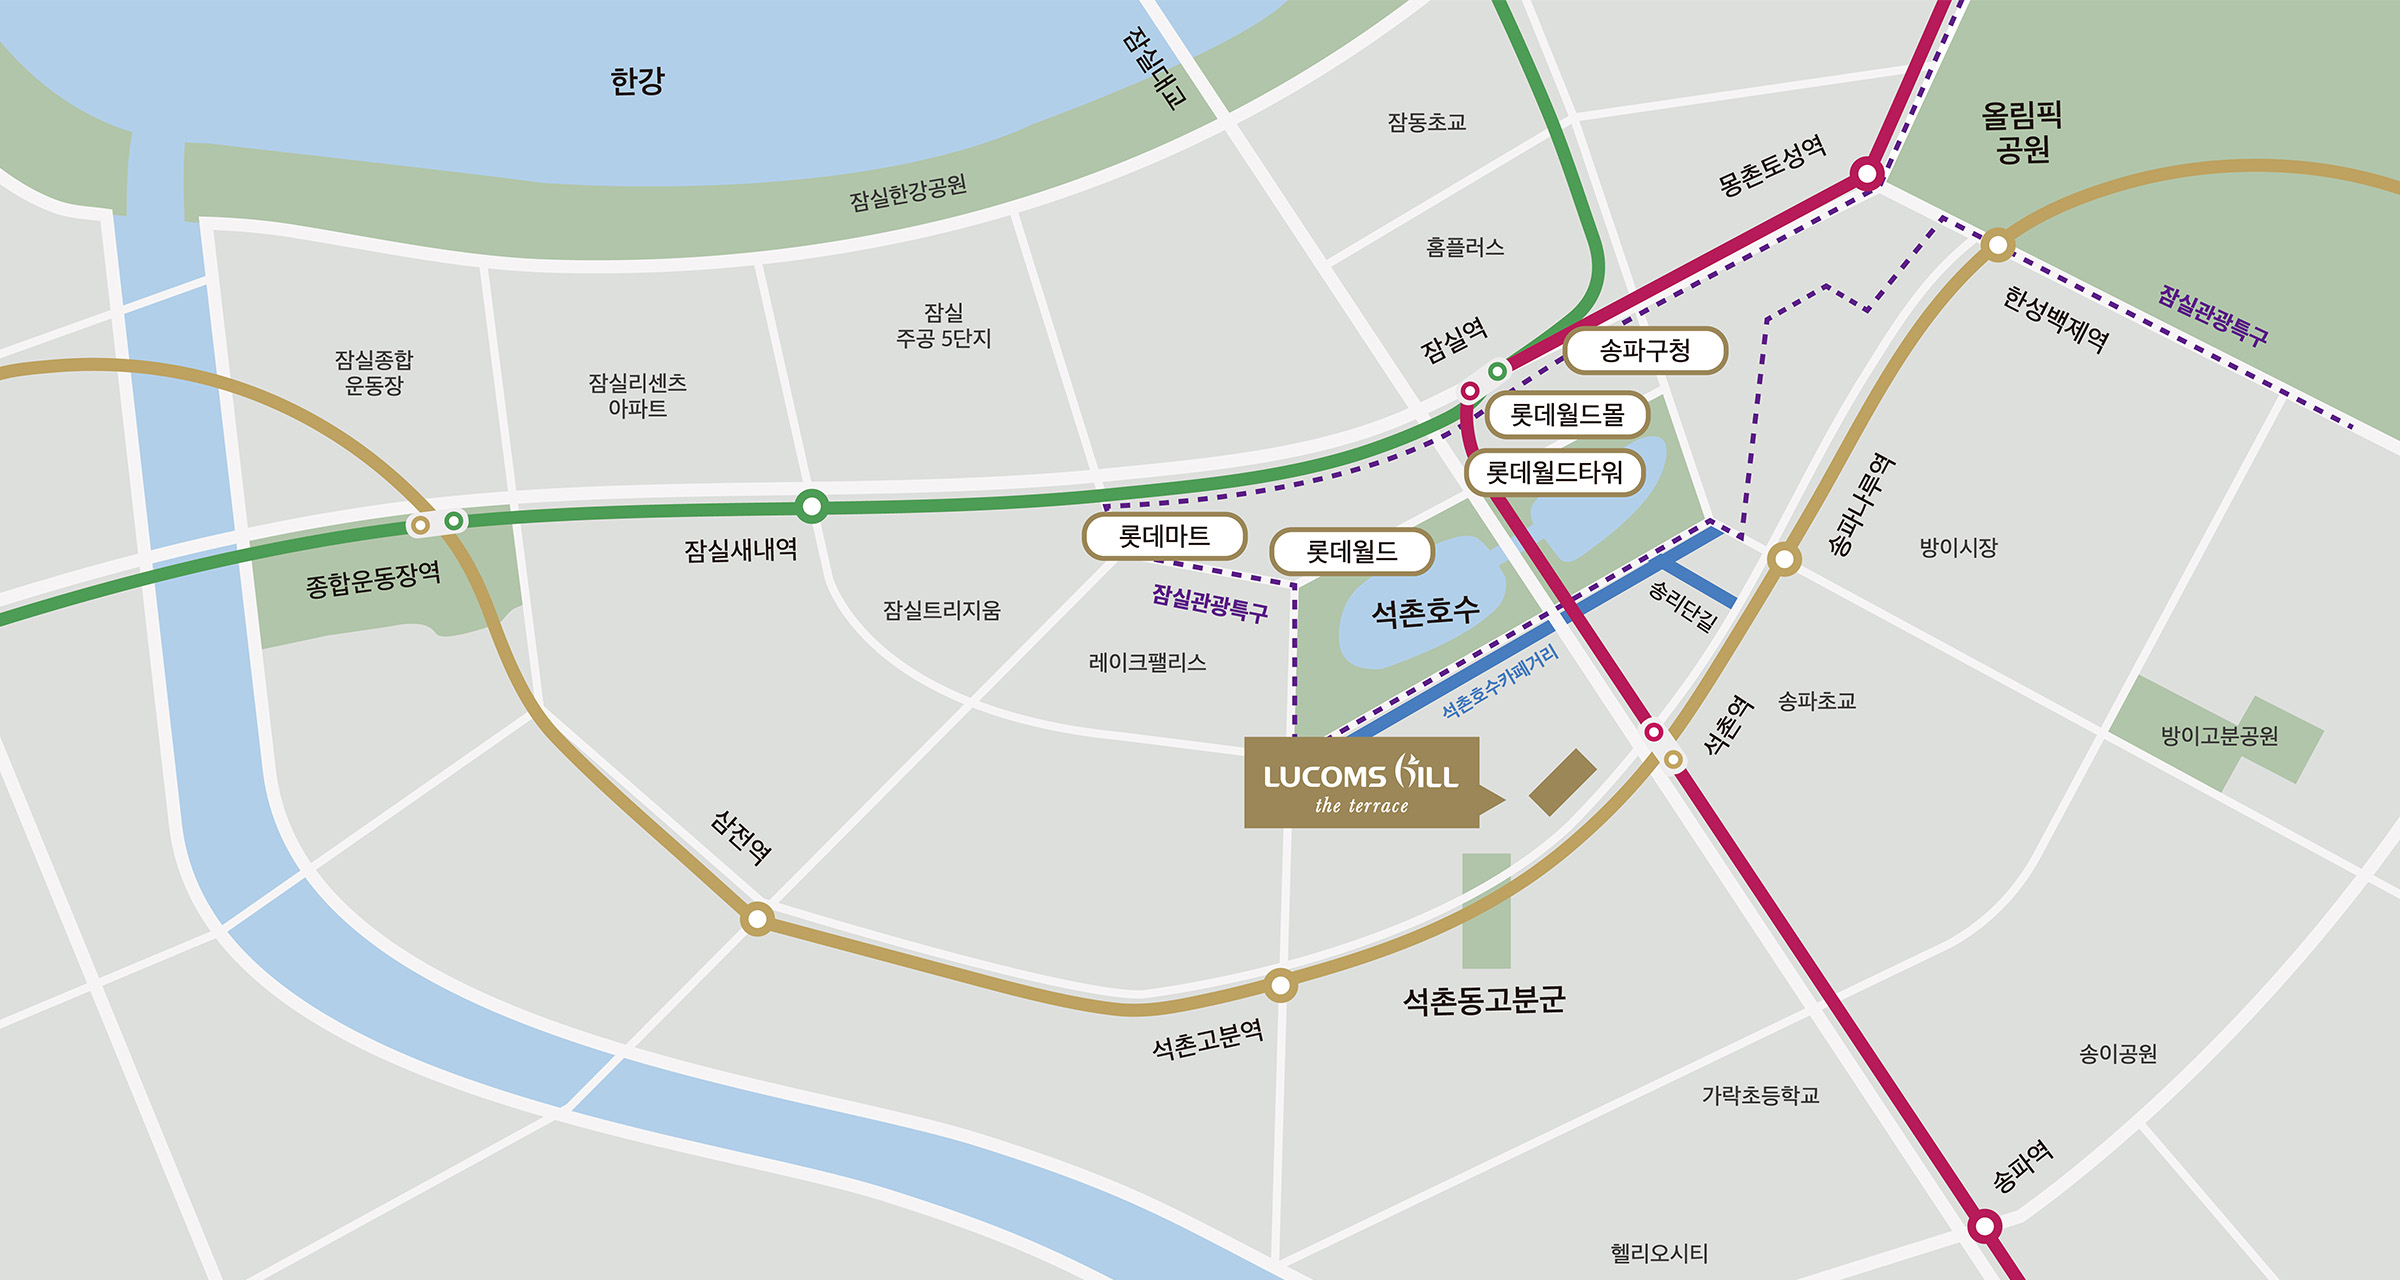 한강
잠실대교
잠동초교
올림픽
공원
몽촌토성역
잠실한강공원
홈플러스
잠실
주공 5단지
잠실역
송파구청
한성백제역
잠실관광특구
잠실종합
운동장
잠실리센츠
아파트
롯데월드몰
롯데월드타워
송파나루역
롯데마트
롯데월드
방이시장
잠실새내역
종합운동장역
잠실관광특구
석촌호수
송리단길
잠실트리지움
레이크팰리스
석촌호수카페거리
송파초교
석촌역
방이고분공원
LUCOMS HILL
the terrace
삼전역
석촌동고분군
석촌고분역
송이공원
가락초등학교
송파역
헬리오시티